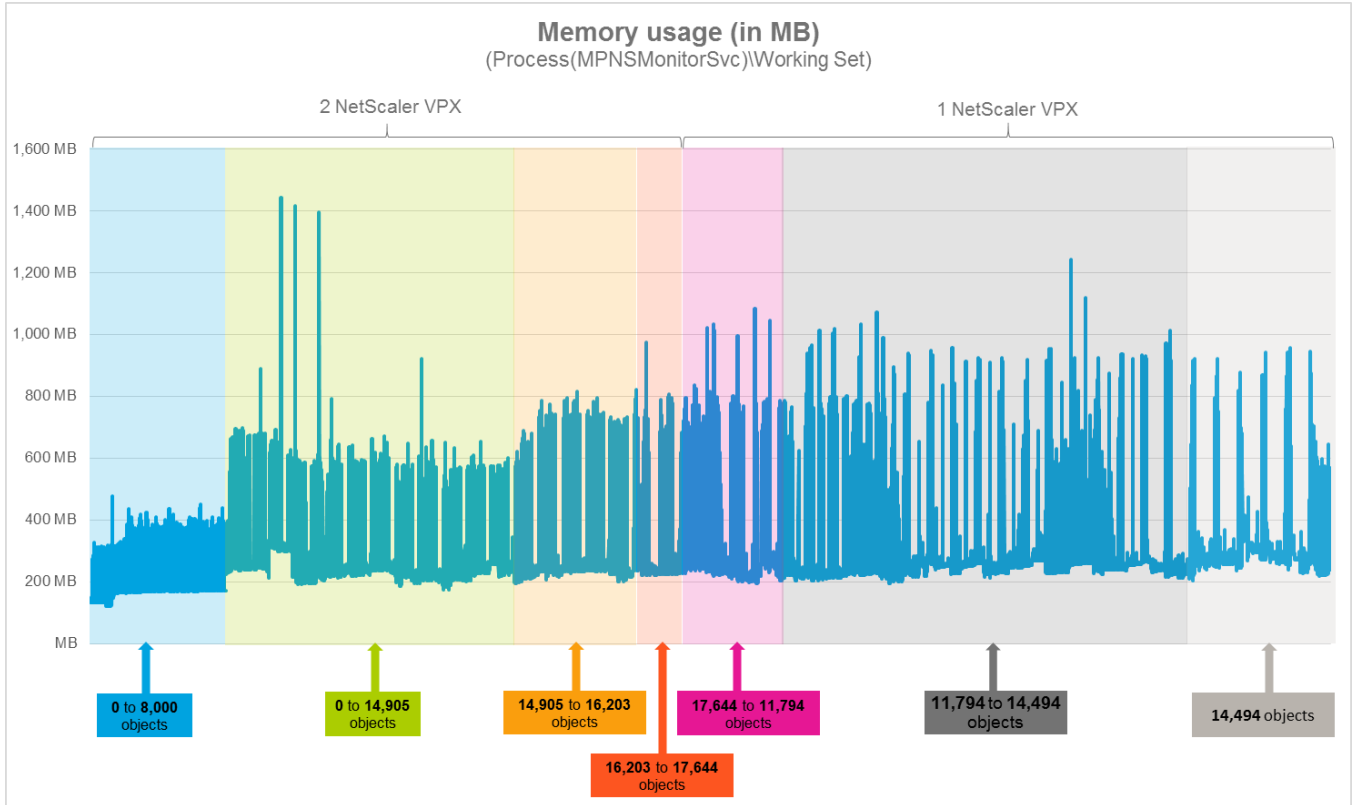 Memory usage (in MB)
(Process(MPNSMonitorSvc)\Working Set)
2 NetScaler VPX
1 NetScaler VPX
1,600 MB
1,400 MB
1,200 MB
1,000 MB
800 MB
600 MB
400 MB
200 MB
MB
0 to 8,000
objects
0 to 14,905
objects
14,905 to 16,203
objects
16,203 to 17,644
objects
17,644 to 11,794
objects
11,794 to 14,494
objects
14,494 objects